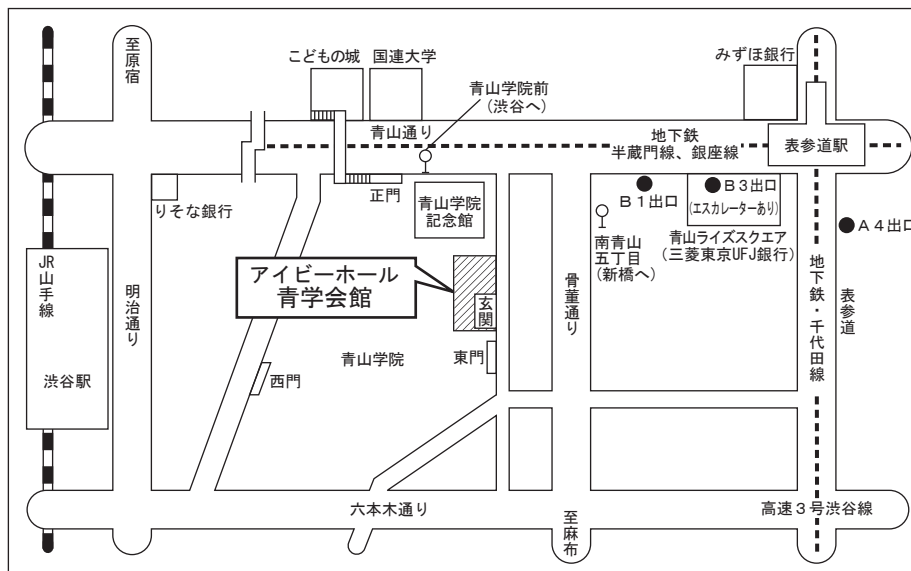 至原宿
こどもの城
国連大学
青山学院前
(渋谷へ)
みずほ銀行
青山通り
地下鉄
半蔵門線、銀座線
表参道駅
りそな銀行
正門
青山学院
記念館
B1出口
B3出口
(エスカレーターあり)
A4出口
南青山
五丁目
(新橋へ)
青山ライズスクエア
(三菱東京UFJ銀行)
JR山手線
明治通り
アイビーホール
青学会館
玄関
骨董通り
地下鉄・千代田線
表参道
渋谷駅
青山学院
東門
西門
六本木通り
至麻布
高速3号渋谷線